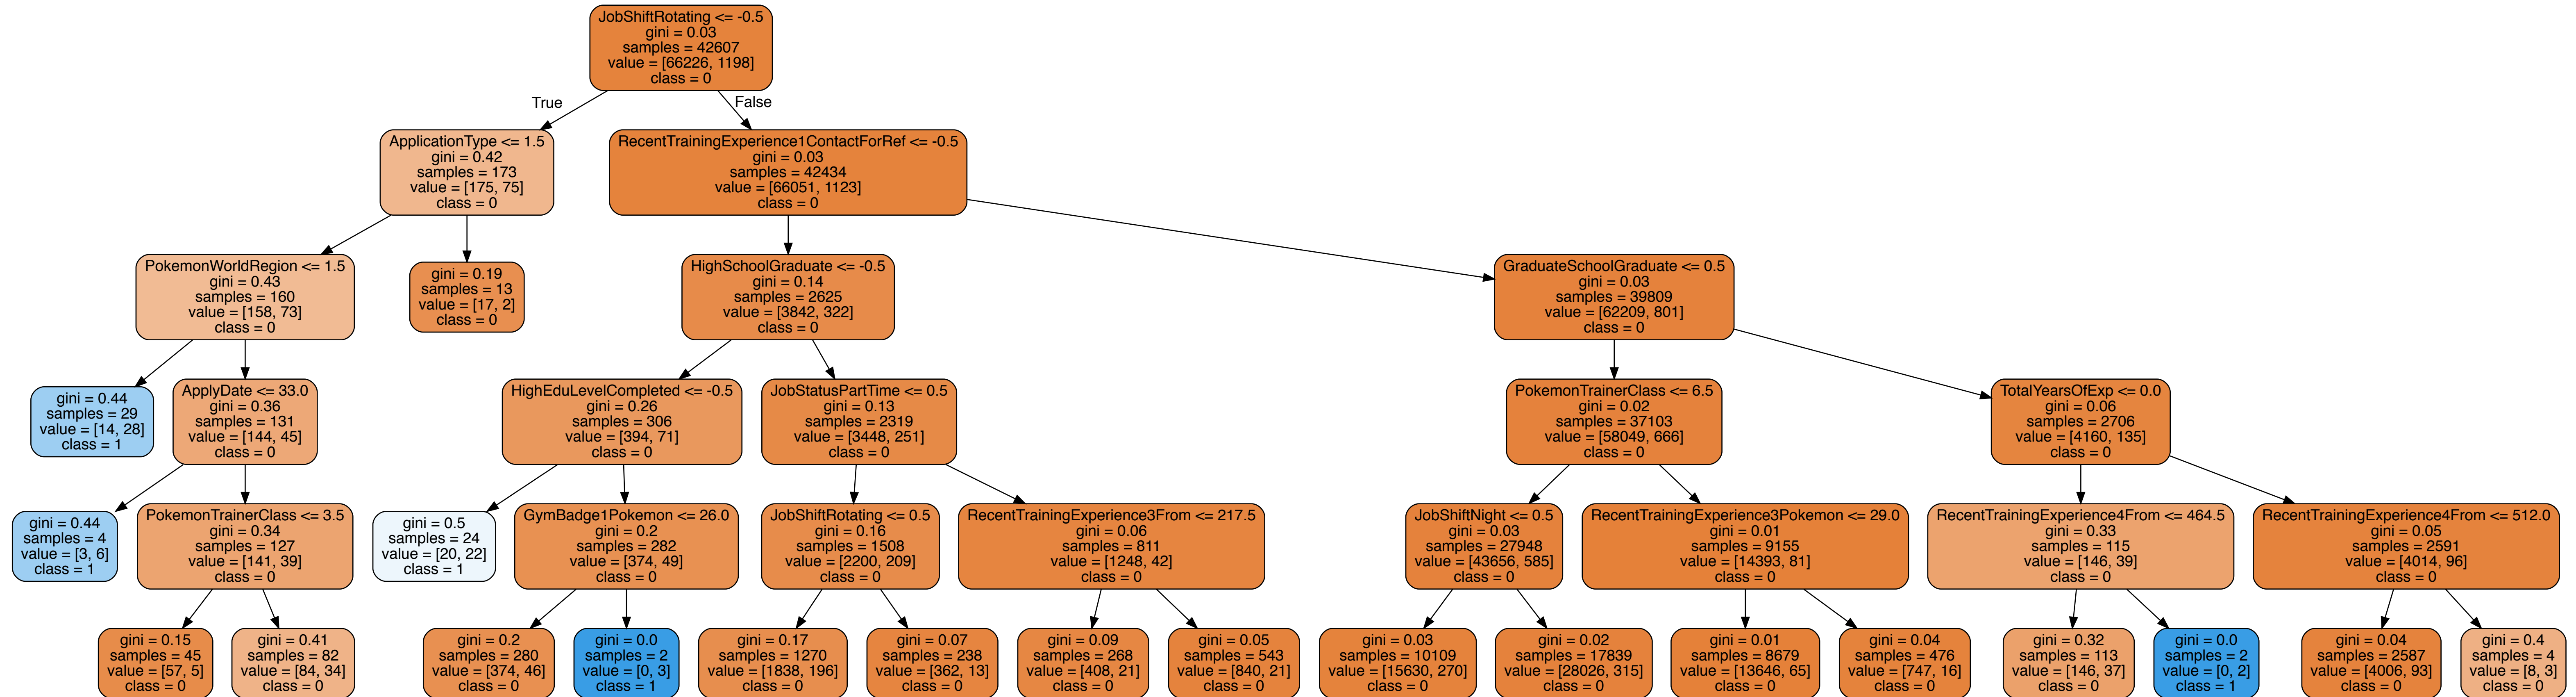 JobShiftRotating <= -0.5
gini = 0.03
samples = 42607
value = [66226, 1198]
class = 0
True
False
ApplicationType <= 1.5
gini = 0.42
samples = 173
value = [175, 75]
class = 0
RecentTrainingExperience1ContactForRef <= -0.5
gini = 0.03
samples = 42434
value = [66051, 1123]
class = 0
PokemonWorldRegion <= 1.5
gini = 0.43
samples = 160
value = [158, 73]
class = 0
gini = 0.19
samples = 13
value = [17, 2]
class = 0
HighSchoolGraduate <= -0.5
gini = 0.14
samples = 2625
value = [3842, 322]
class = 0
GraduateSchoolGraduate <= 0.5
gini = 0.03
samples = 39809
value = [62209, 801]
class = 0
gini = 0.44
samples = 29
value = [14, 28]
class = 1
ApplyDate <= 33.0
gini = 0.36
samples = 131
value = [144, 45]
class = 0
HighEduLevelCompleted <= -0.5
gini = 0.26
samples = 306
value = [394, 71]
class = 0
JobStatusPartTime <= 0.5
gini = 0.13
samples = 2319
value = [3448, 251]
class = 0
PokemonTrainerClass <= 6.5
gini = 0.02
samples = 37103
value = [58049, 666]
class = 0
TotalYearsOfExp <= 0.0
gini = 0.06
samples = 2706
value = [4160, 135]
class = 0
gini = 0.44
samples = 4
value = [3, 6]
class = 1
PokemonTrainerClass <= 3.5
gini = 0.34
samples = 127
value = [141, 39]
class = 0
gini = 0.5
samples = 24
value = [20, 22]
class = 1
GymBadge1Pokemon <= 26.0
gini = 0.2
samples = 282
value = [374, 49]
class = 0
JobShiftRotating <= 0.5
gini = 0.16
samples = 1508
value = [2200, 209]
class = 0
RecentTrainingExperience3From <= 217.5
gini = 0.06
samples = 811
value = [1248, 42]
class = 0
JobShiftNight <= 0.5
gini = 0.03
samples = 27948
value = [43656, 585]
class = 0
RecentTrainingExperience3Pokemon <= 29.0
gini = 0.01
samples = 9155
value = [14393, 81]
class = 0
RecentTrainingExperience4From <= 464.5
gini = 0.33
samples = 115
value = [146, 39]
class = 0
RecentTrainingExperience4From <= 512.0
gini = 0.05
samples = 2591
value = [4014, 96]
class = 0
gini = 0.15
samples = 45
value = [57, 5]
class = 0
gini = 0.41
samples = 82
value = [84, 34]
class = 0
gini = 0.2
samples = 280
value = [374, 46]
class = 0
gini = 0.0
samples = 2
value = [0, 3]
class = 1
gini = 0.17
samples = 1270
value = [1838, 196]
class = 0
gini = 0.07
samples = 238
value = [362, 13]
class = 0
gini = 0.09
samples = 268
value = [408, 21]
class = 0
gini = 0.05
samples = 543
value = [840, 21]
class = 0
gini = 0.03
samples = 10109
value = [15630, 270]
class = 0
gini = 0.02
samples = 17839
value = [28026, 315]
class = 0
gini = 0.01
samples = 8679
value = [13646, 65]
class = 0
gini = 0.04
samples = 476
value = [747, 16]
class = 0
gini = 0.32
samples = 113
value = [146, 37]
class = 0
gini = 0.0
samples = 2
value = [0, 2]
class = 1
gini = 0.04
samples = 2587
value = [4006, 93]
class = 0
gini = 0.4
samples = 4
value = [8, 3]
class = 0